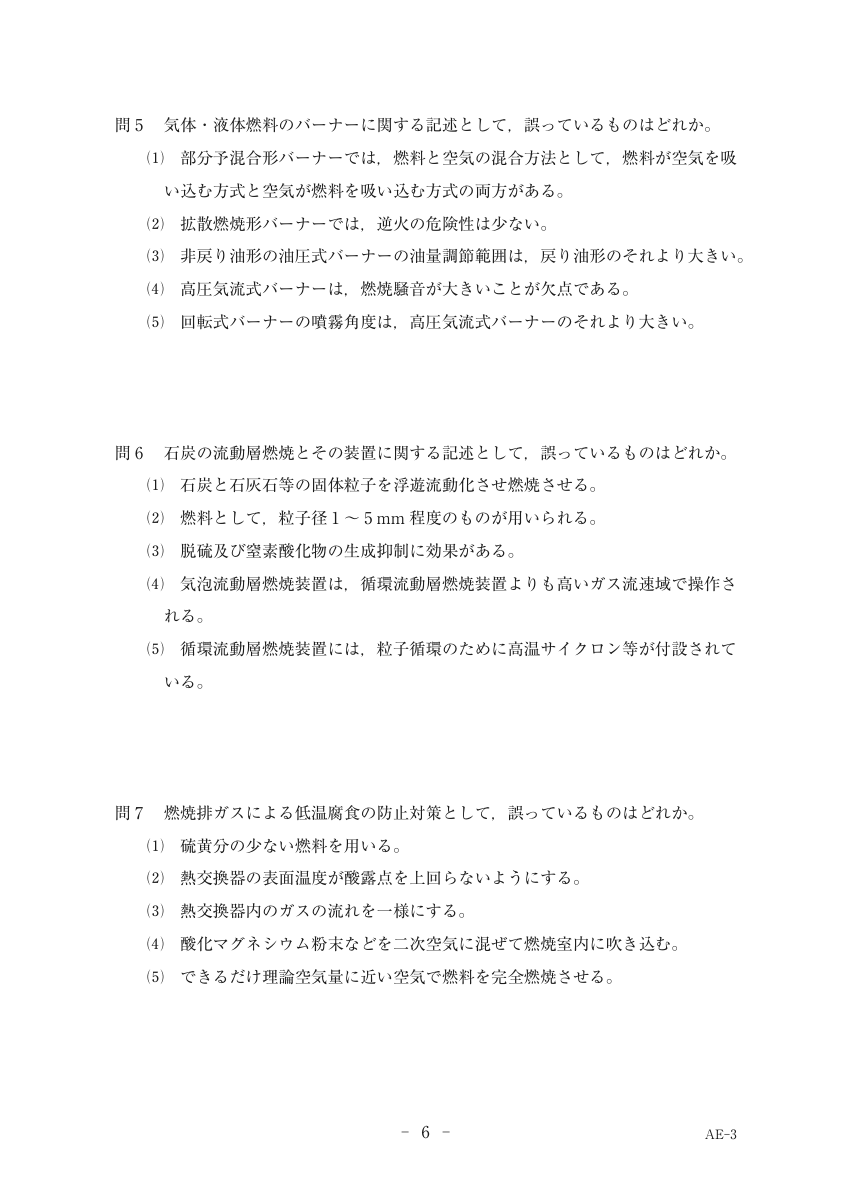 問５　気体・液体燃料のバーナーに関する記述として，誤っているものはどれか。
⑴　部分予混合形バーナーでは，燃料と空気の混合方法として，燃料が空気を吸
い込む方式と空気が燃料を吸い込む方式の両方がある。
⑵　拡散燃焼形バーナーでは，逆火の危険性は少ない。
⑶　非戻り油形の油圧式バーナーの油量調節範囲は，戻り油形のそれより大きい。
⑷　高圧気流式バーナーは，燃焼騒音が大きいことが欠点である。
⑸　回転式バーナーの噴霧角度は，高圧気流式バーナーのそれより大きい。
問６　石炭の流動層燃焼とその装置に関する記述として，誤っているものはどれか。
⑴　石炭と石灰石等の固体粒子を浮遊流動化させ燃焼させる。
⑵　燃料として，粒子径１～５mm 程度のものが用いられる。
⑶　脱硫及び窒素酸化物の生成抑制に効果がある。
⑷　気泡流動層燃焼装置は，循環流動層燃焼装置よりも高いガス流速域で操作さ
れる。
⑸　循環流動層燃焼装置には，粒子循環のために高温サイクロン等が付設されて
いる。
問７　燃焼排ガスによる低温腐食の防止対策として，誤っているものはどれか。
⑴　硫黄分の少ない燃料を用いる。
⑵　熱交換器の表面温度が酸露点を上回らないようにする。
⑶　熱交換器内のガスの流れを一様にする。
⑷　酸化マグネシウム粉末などを二次空気に混ぜて燃焼室内に吹き込む。
⑸　できるだけ理論空気量に近い空気で燃料を完全燃焼させる。
- 6 -
AE-3